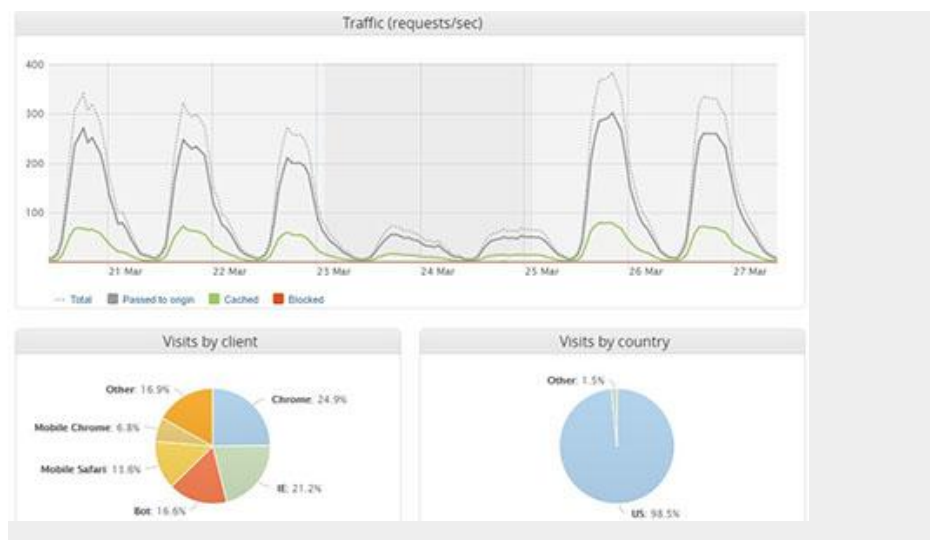 Traffic (requests/sec)
400
300
200
100
21 Mar 22 Mar 23 Mar 24 Mar 25 Mar 26 Mar 27 Mar
Total Passed to origin Cached Blocked
Visits by client
Other: 16.9%
Chrome: 24.9%
Mobile Chrome: 6.8%
Mobile Safari: 13.6%
IE: 21.2%
Bot: 16.6%
Visits by country
Other: 1.5%
US: 98.5%